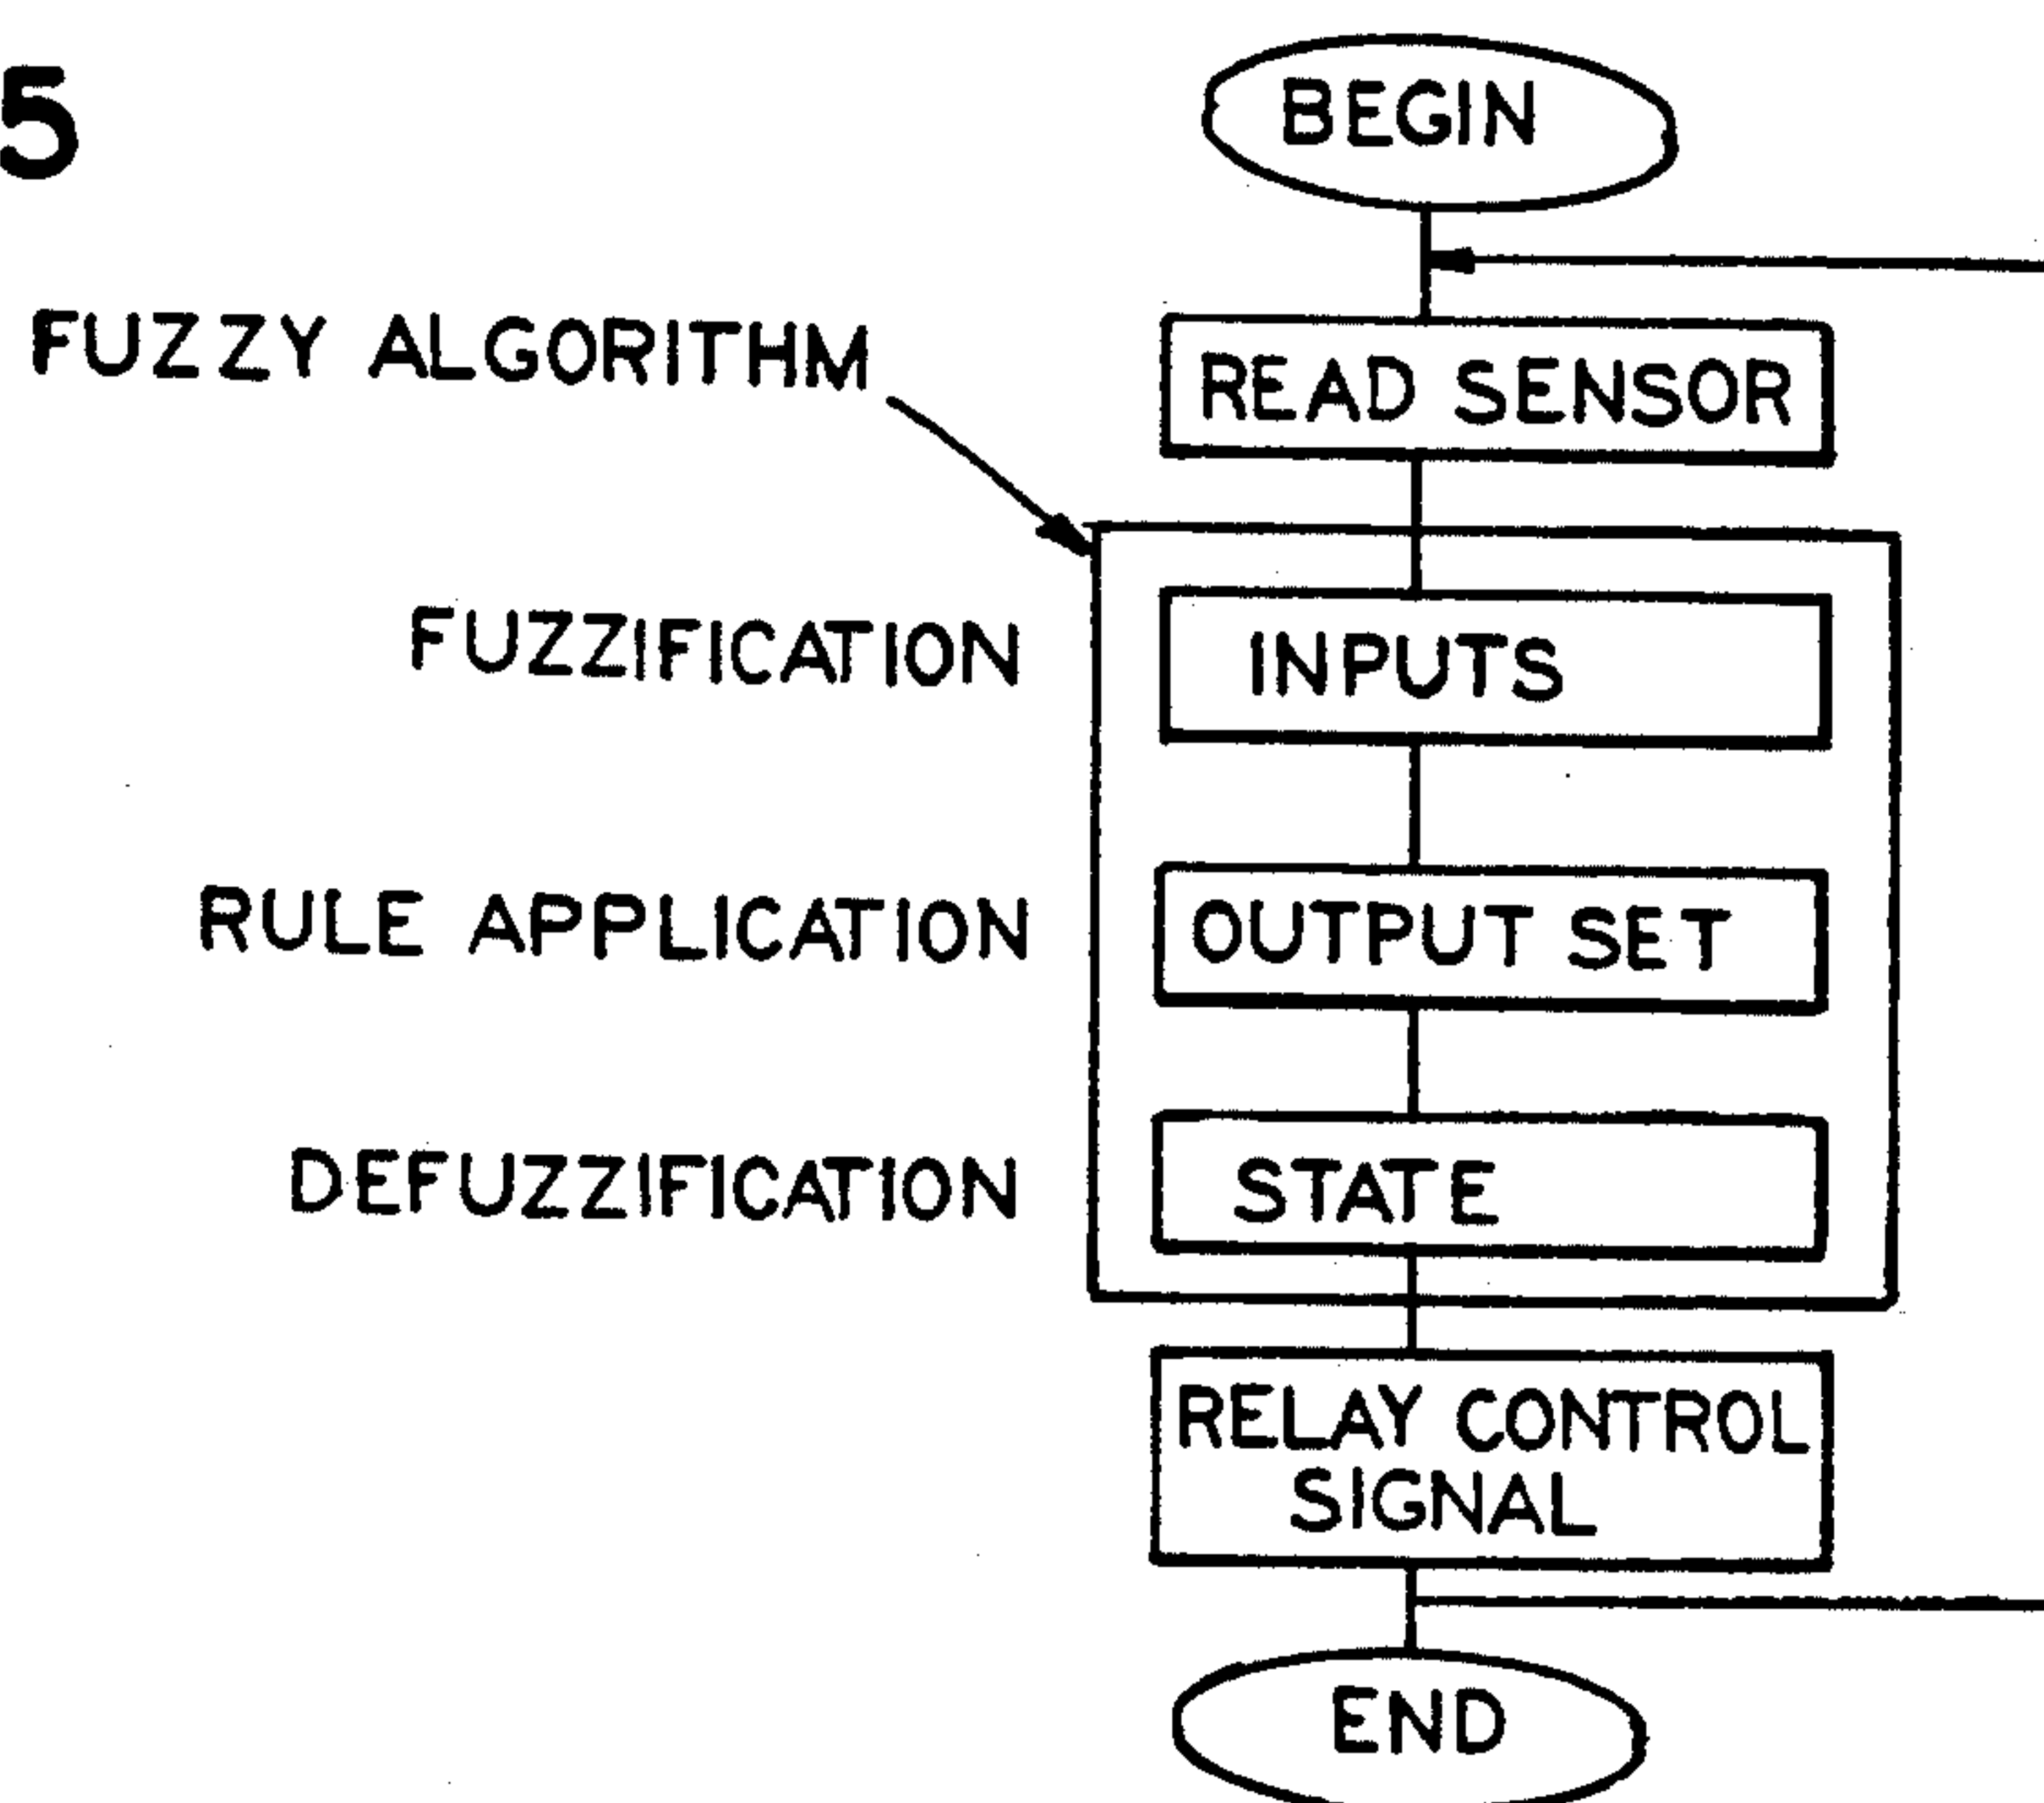 5
BEGIN
FUZZY ALGORITHM
READ SENSOR
FUZZIFICATION
INPUTS
RULE APPLICATION
OUTPUT SET
DEFUZZIFICATION
STATE
RELAY CONTROL
SIGNAL
END